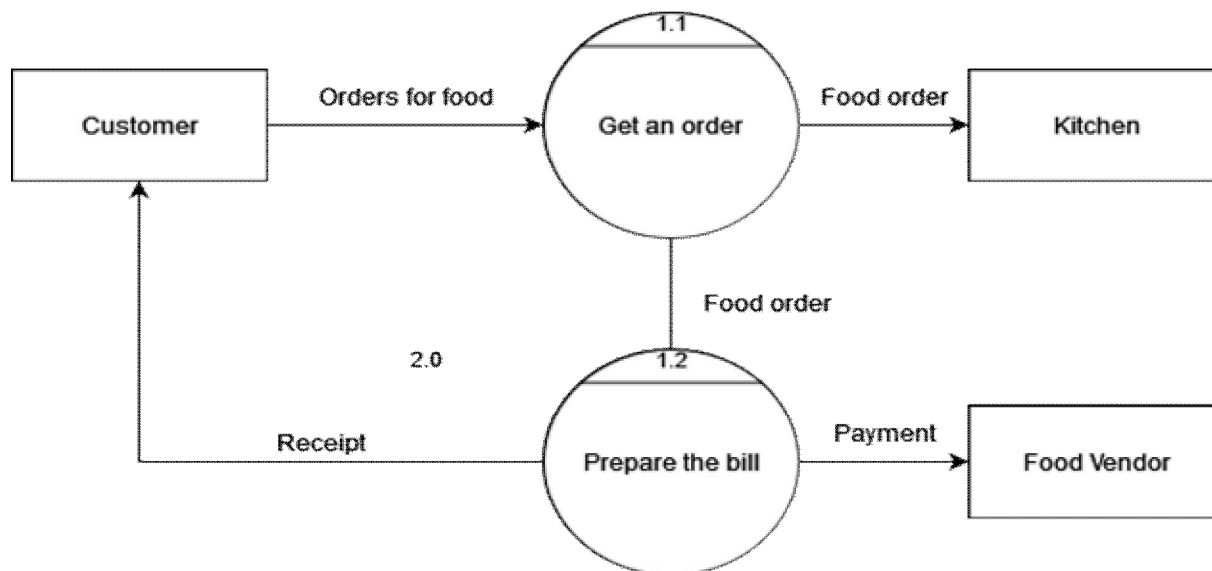 1.1
Customer
Orders for food
Get an order
Food order
Kitchen
Food order
2.0
1.2
Receipt
Prepare the bill
Payment
Food Vendor